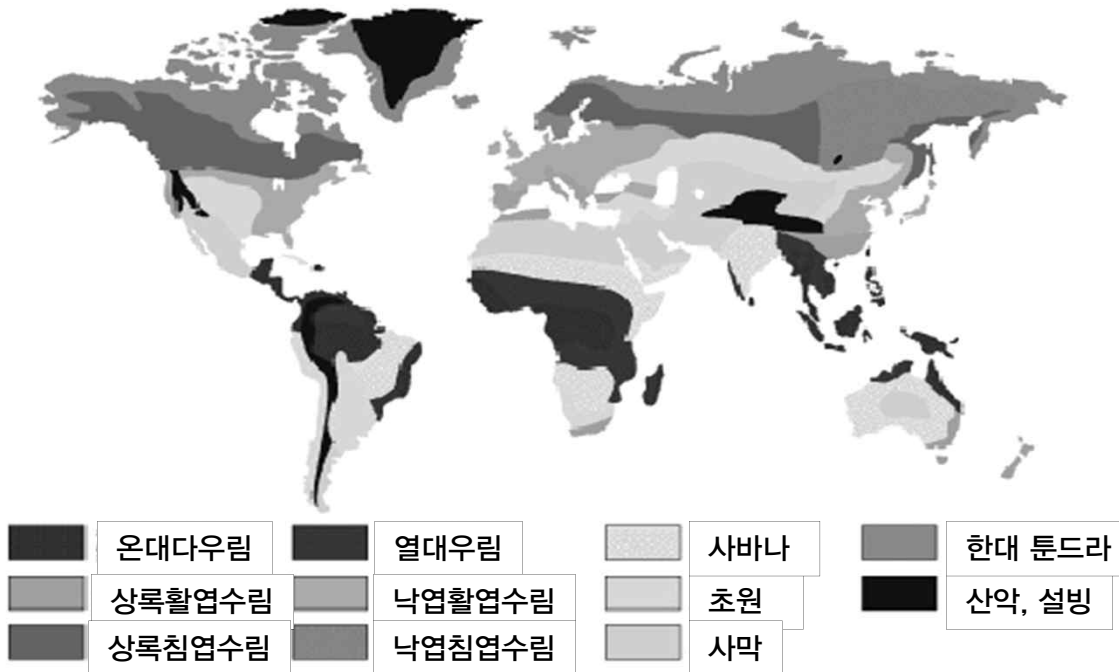 온대다우림 열대우림 사바나 한대 툰드라
상록활엽수림 낙엽활엽수림 초원 산악, 설빙
상록침엽수림 낙엽침엽수림 사막